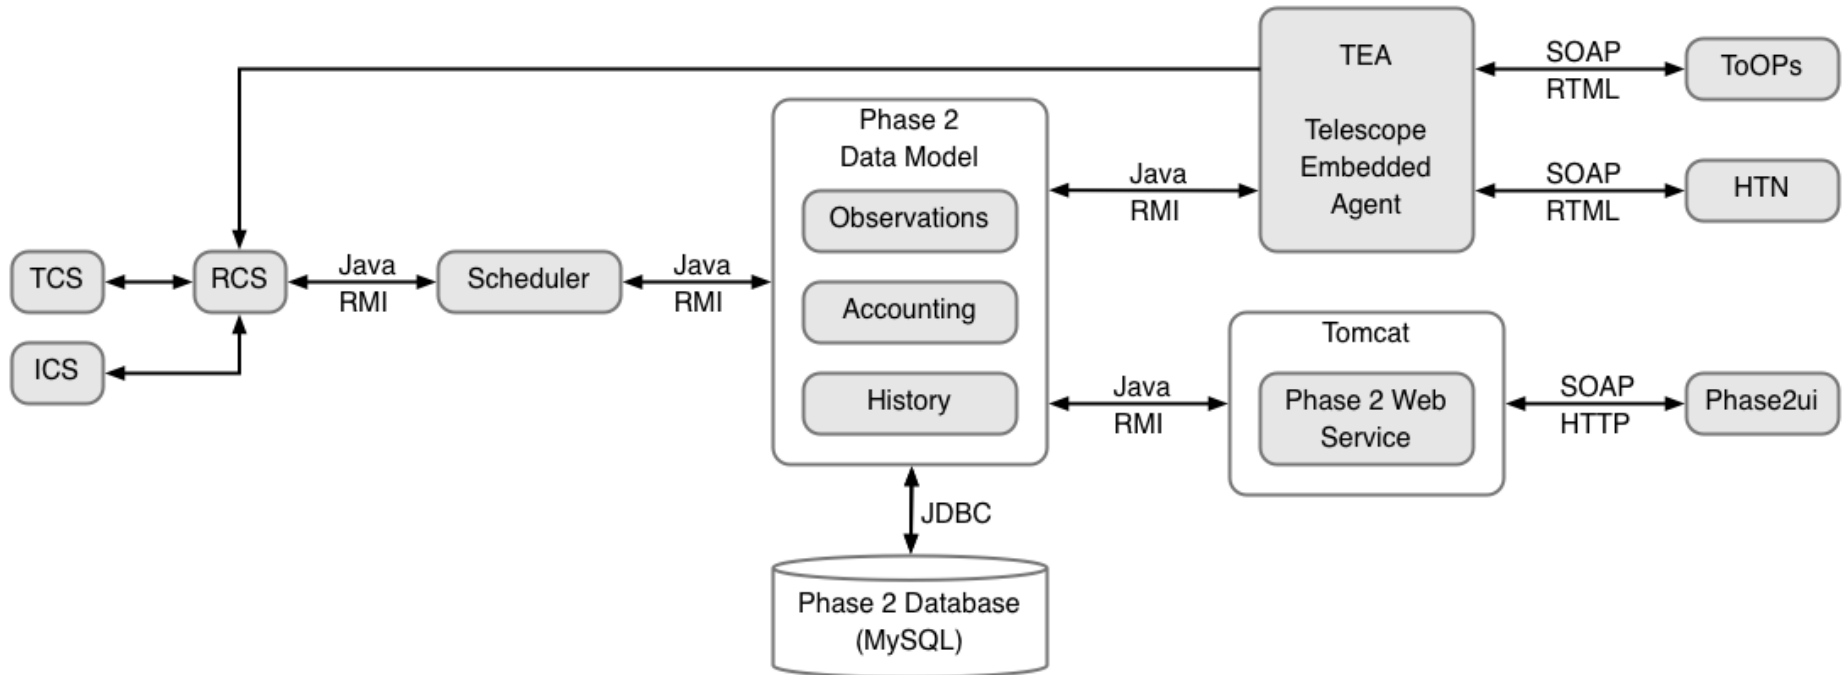 TEA
Telescope
Embedded
Agent
SOAP
RTML
ToOPs
SOAP
RTML
HTN
Phase 2
Data Model
Observations
Accounting
History
Java
RMI
TCS
RCS
Java
RMI
Scheduler
Java
RMI
ICS
Java
RMI
Tomcat
Phase 2 Web
Service
SOAP
HTTP
Phase2ui
JDBC
Phase 2 Database
(MySQL)